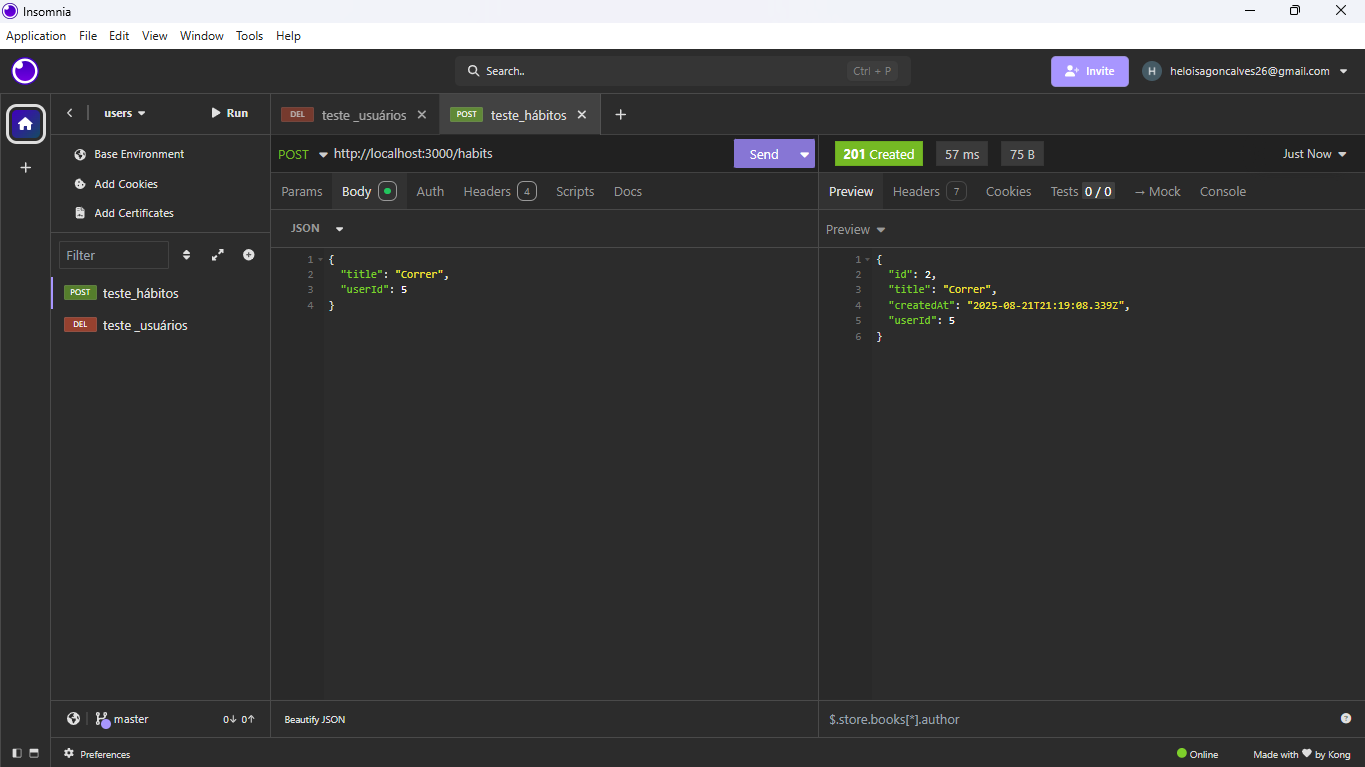 Insomnia
Application File Edit View Window Tools Help
Search.. Ctrl + P Invite H heloisagoncalves26@gmail.com
users Run DEL teste _usuários POST teste_hábitos
Base Environment
Add Cookies
Add Certificates
Filter
POST teste_hábitos
DEL teste _usuários
POST http://localhost:3000/habits Send
Params Body Auth Headers 4 Scripts Docs
JSON
1 {
2 "title": "Correr",
3 "userId": 5
4 }
201 Created 57 ms 75 B Just Now
Preview Headers 7 Cookies Tests 0 / 0 → Mock Console
Preview
1 {
2 "id": 2,
3 "title": "Correr",
4 "createdAt": "2025-08-21T21:19:08.339Z",
5 "userId": 5
6 }
master 0↓ 0↑ Beautify JSON $.store.books[*].author ?
Preferences Online Made with ♥ by Kong